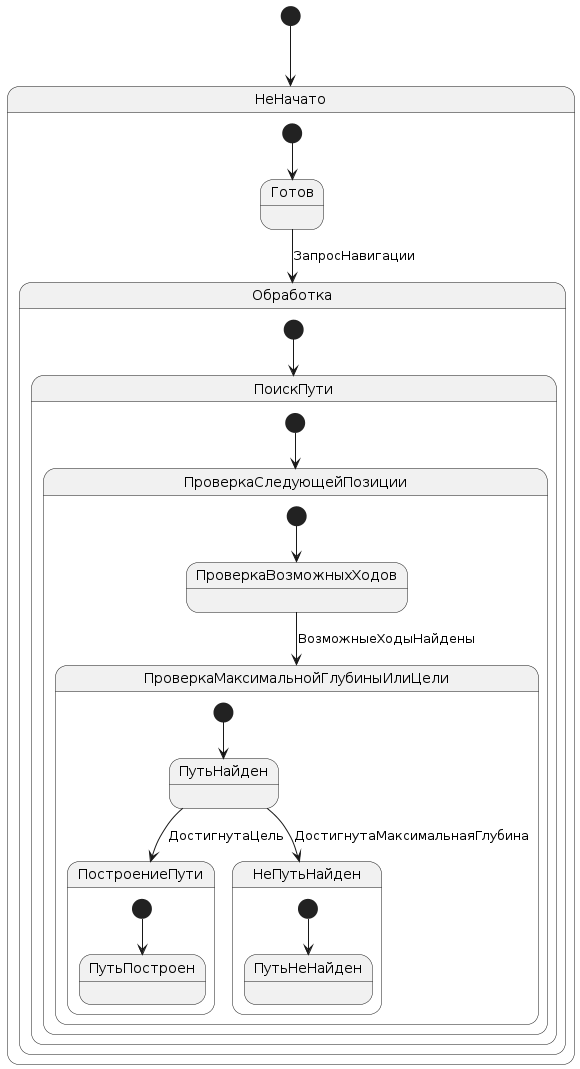 НеНачато
Готов
ЗапросНавигации
Обработка
ПоискПути
ПроверкаСледующейПозиции
ПроверкаВозможныхХодов
ВозможныеХодыНайдены
ПроверкаМаксимальнойГлубиныИлиЦели
ПутьНайден
ДостигнутаЦель
ДостигнутаМаксимальнаяГлубина
ПостроениеПути
НеПутьНайден
ПутьПостроен
ПутьНеНайден